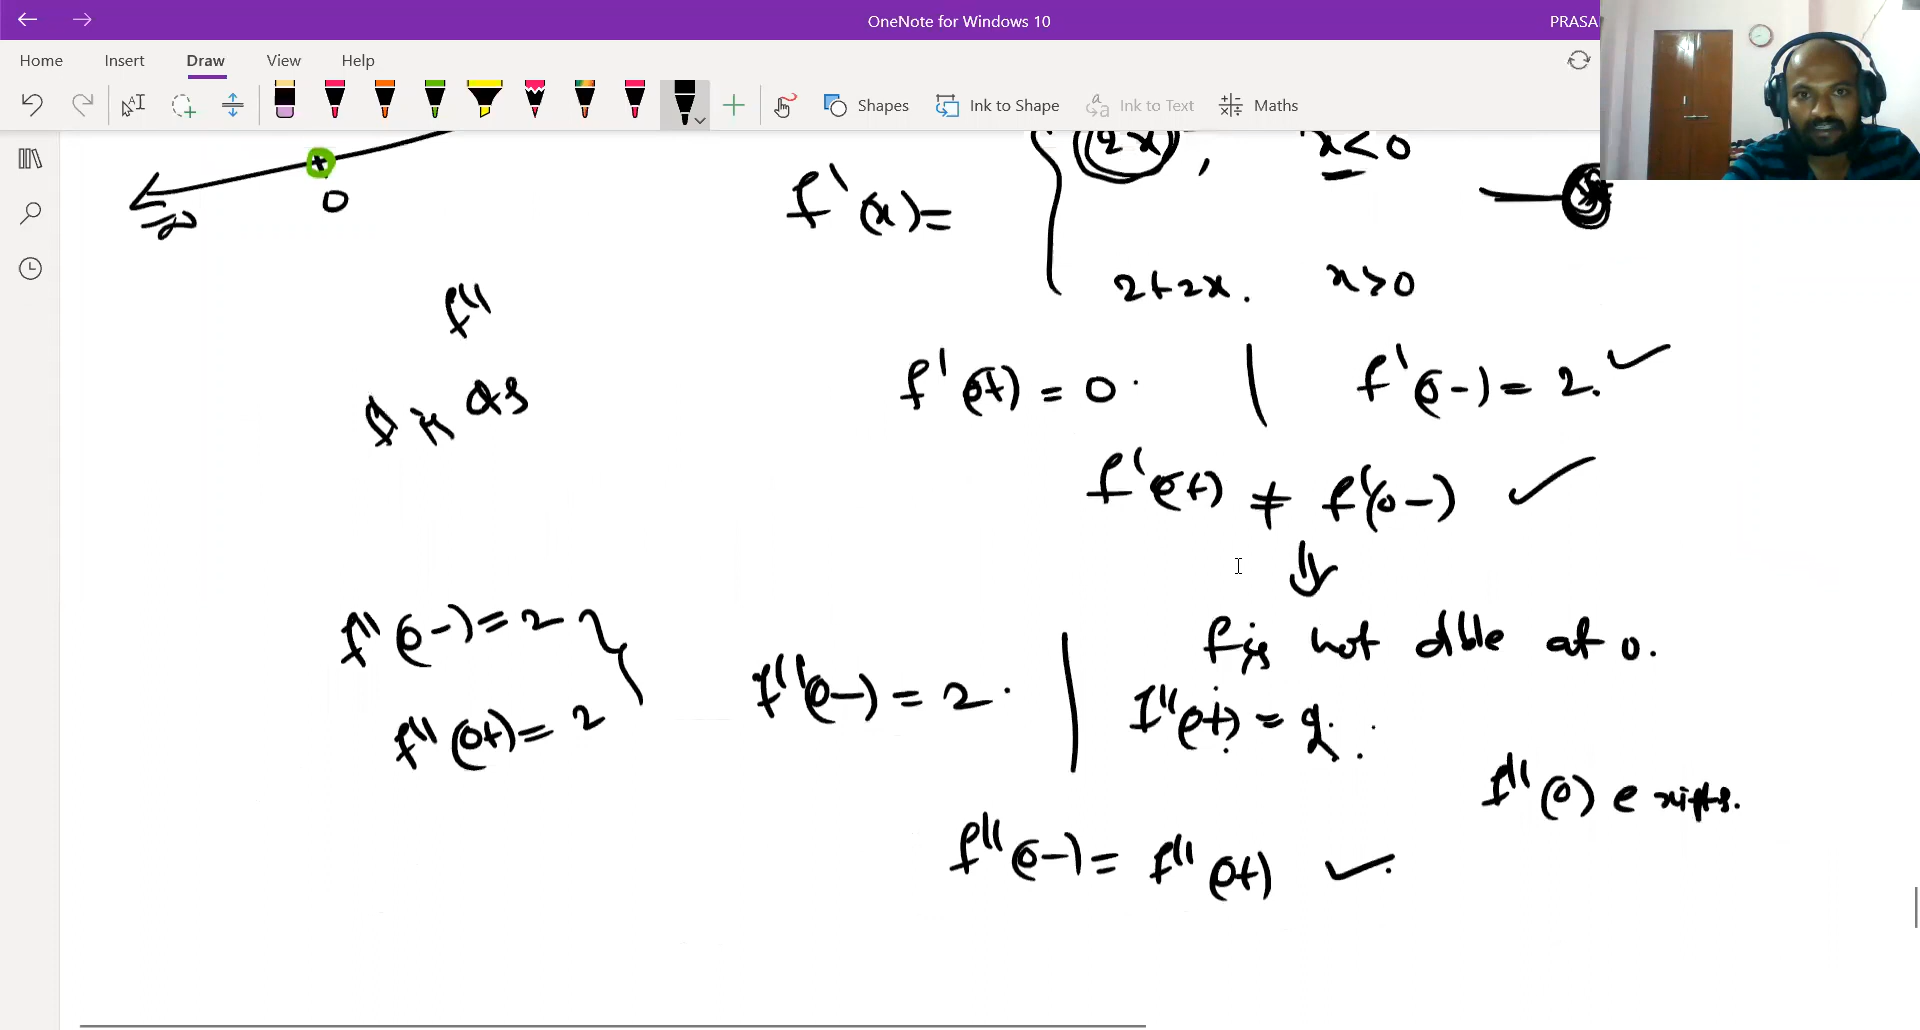 OneNote for Windows 10
PRASA
Home Insert Draw View Help
Shapes Ink to Shape Ink to Text Maths
2x, x<0
0
f'(x)=
2+2x. x>0
f''
f'(0+) = 0. | f'(0-) = 2.
f'(0+) ≠ f'(0-)
⇓
f is not dble at 0.
f''(0-) = 2
f''(0+) = 2
f''(0-) = 2. | f''(0+) = 2.
f''(0) exists.
f''(0-) = f''(0+)